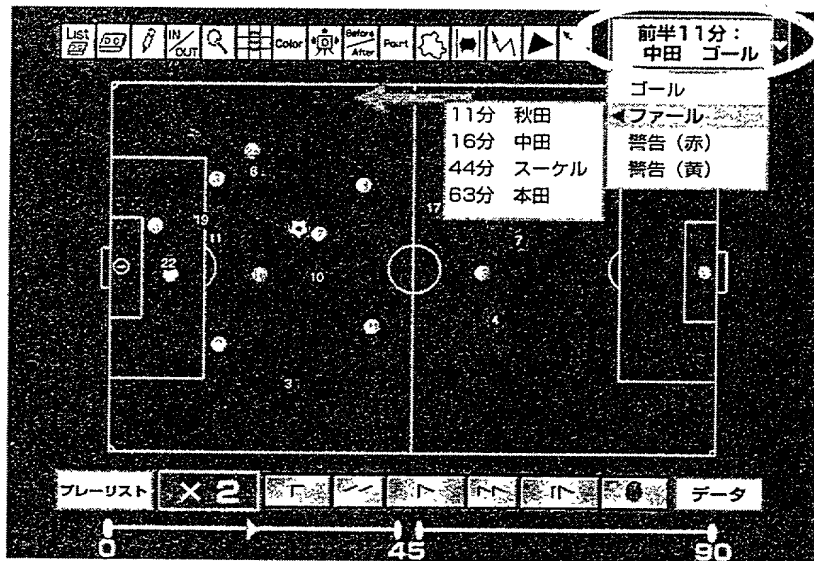 List
IN/OUT
Color
Before/After
Part
前半11分：
中田 ゴール
ゴール
ファール
警告（赤）
警告（黄）
11分 秋田
16分 中田
44分 スーケル
63分 本田
6
19
11
17
7
22
10
4
3
プレーリスト
×2
データ
0
45
90